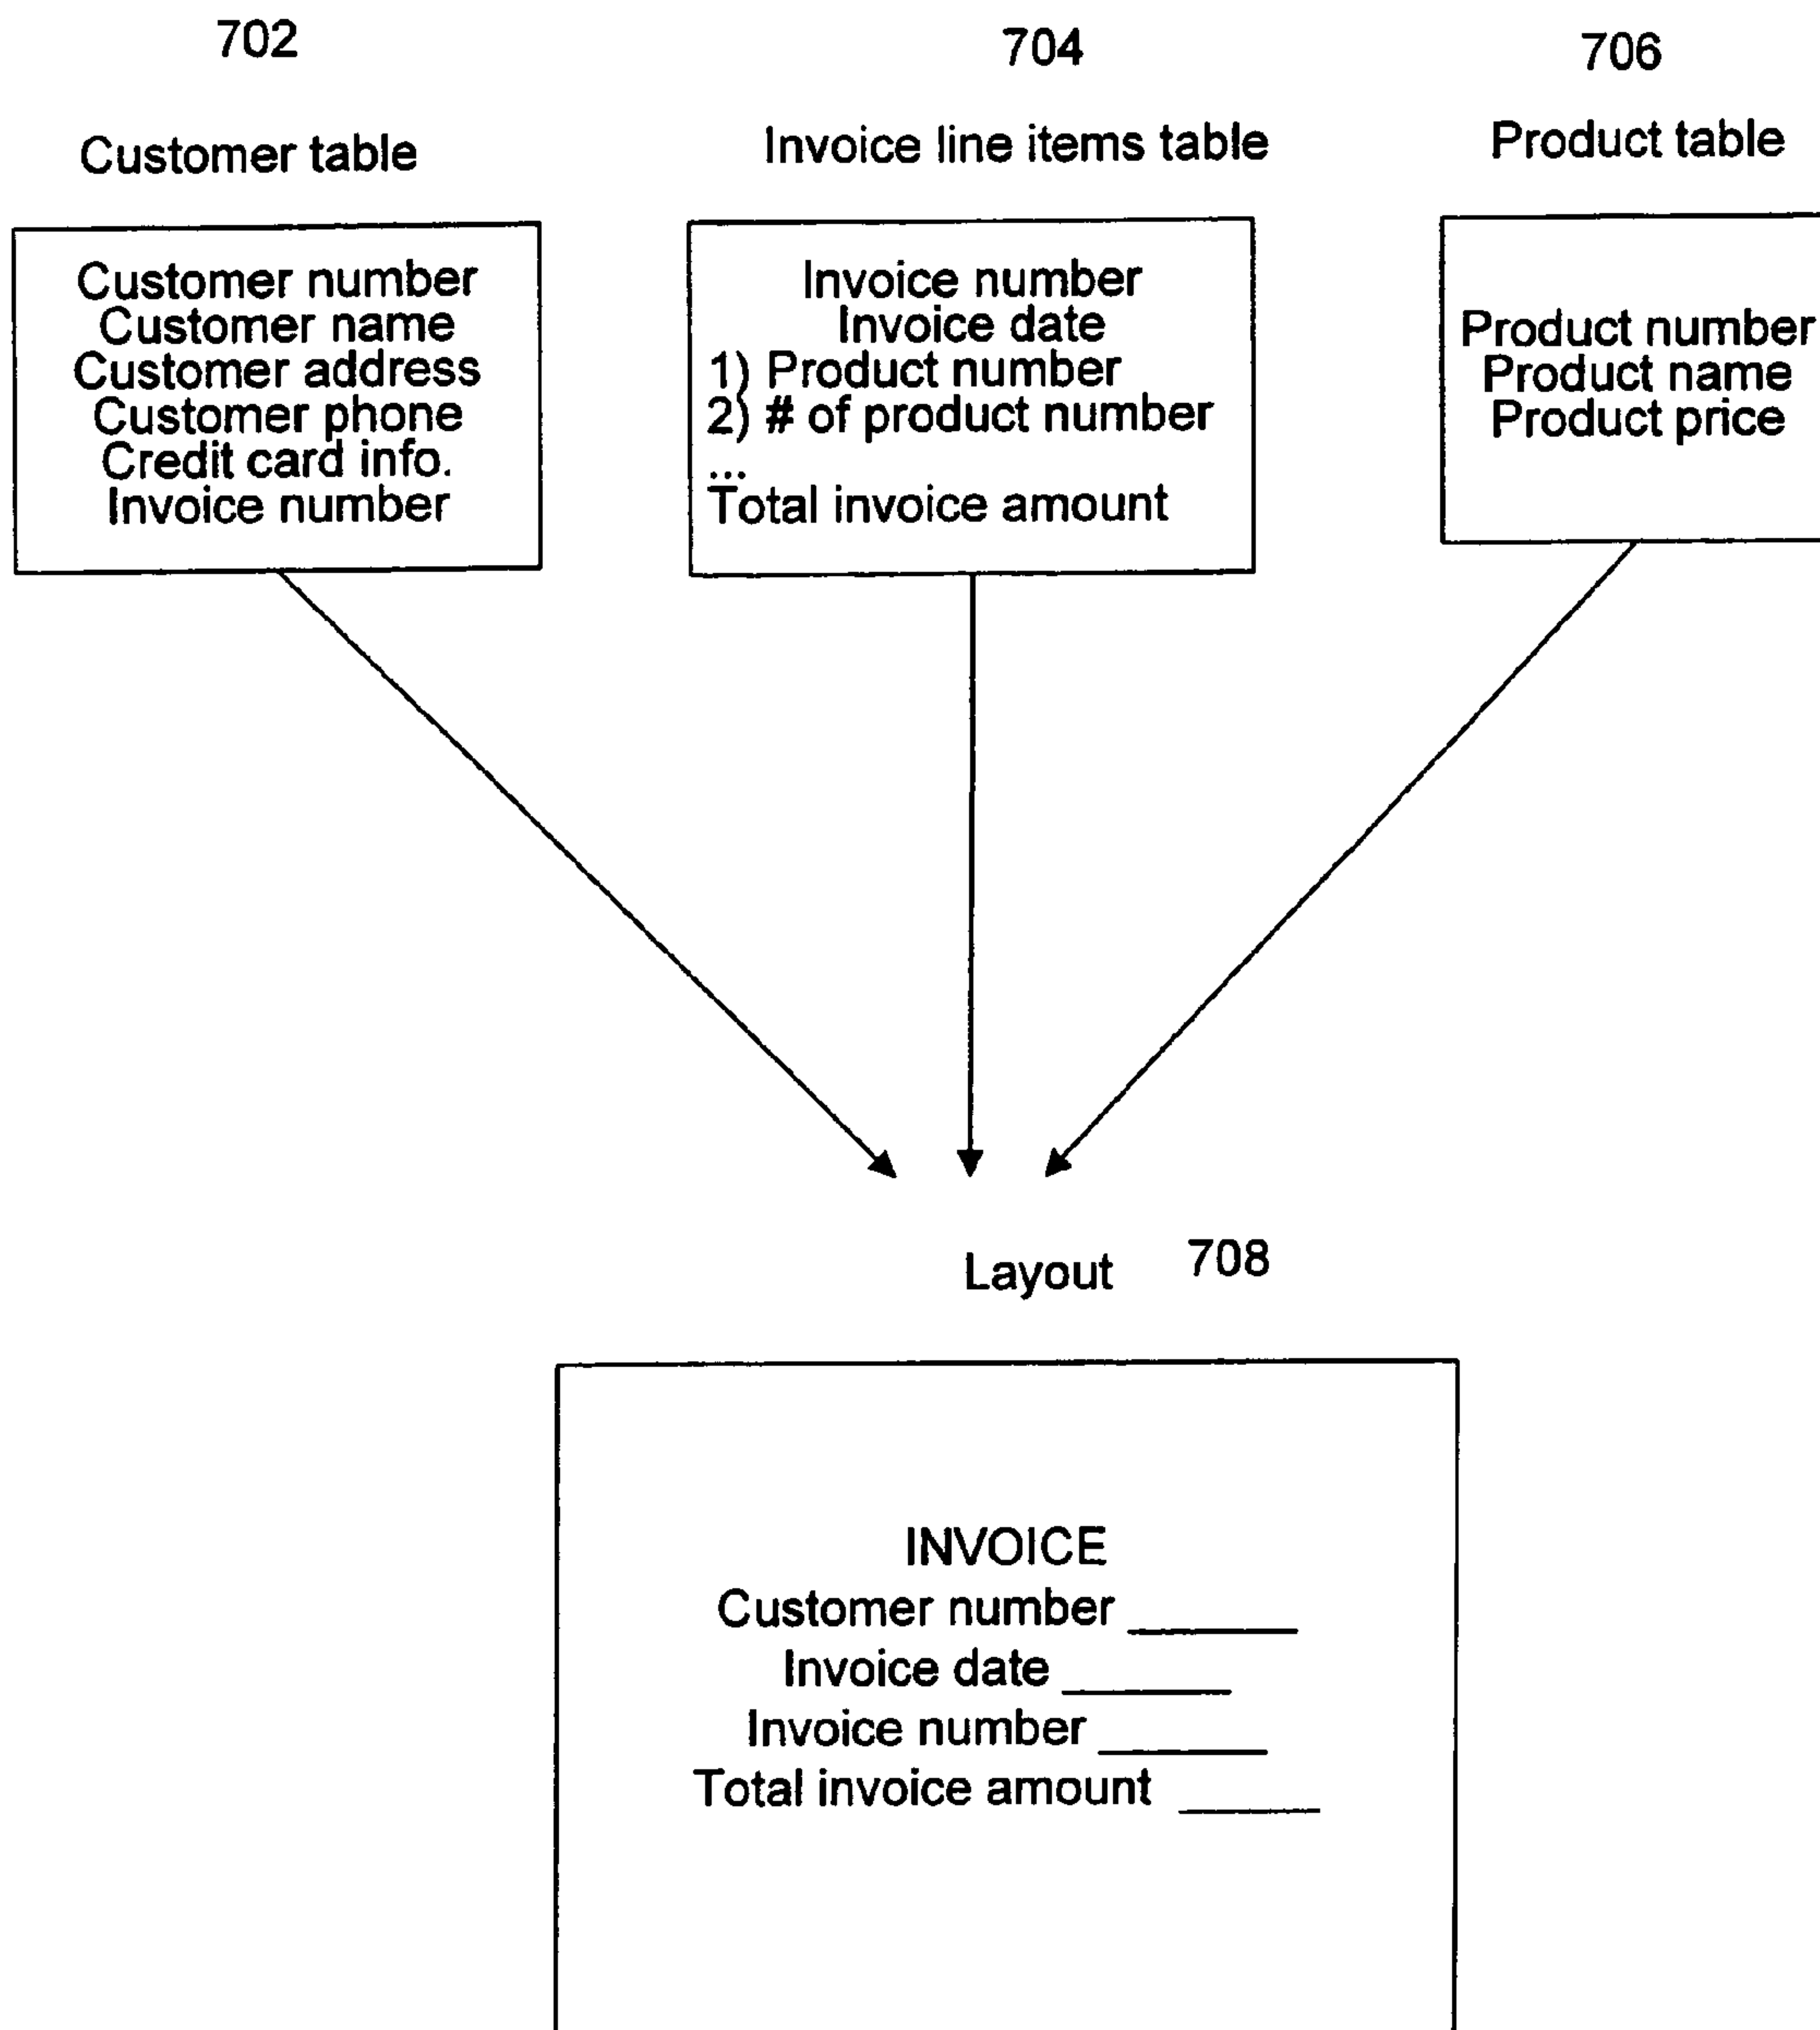 702
704
706
Customer table
Invoice line items table
Product table
Customer number
Customer name
Customer address
Customer phone
Credit card info.
Invoice number
Invoice number
Invoice date
1) Product number
2) # of product number
...
Total invoice amount
Product number
Product name
Product price
Layout 708
INVOICE
Customer number ______
Invoice date ______
Invoice number ______
Total invoice amount _____